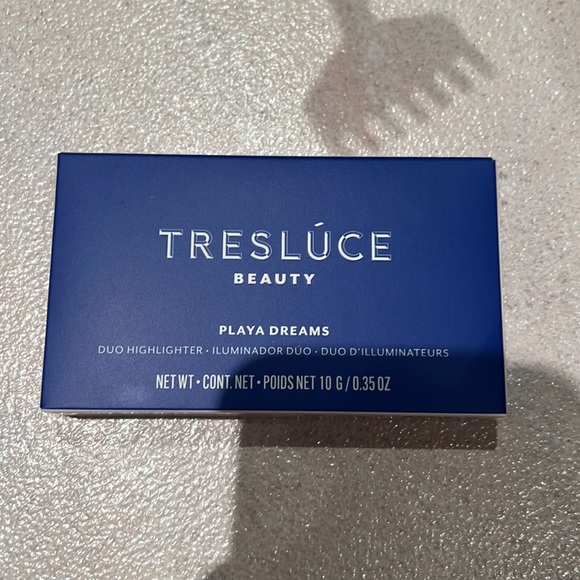 TRESLÚCE
BEAUTY
PLAYA DREAMS
DUO HIGHLIGHTER • ILUMINADOR DÚO • DUO D'ILLUMINATEURS
NET WT • CONT. NET • POIDS NET 10 G / 0.35 OZ